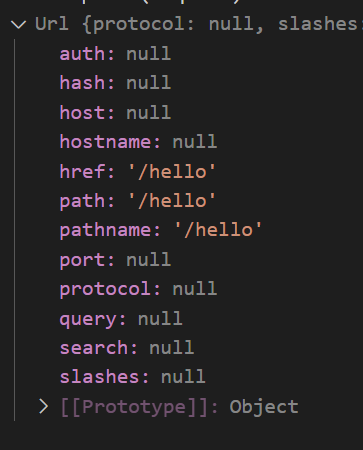 Url {protocol: null, slashes:
auth: null
hash: null
host: null
hostname: null
href: '/hello'
path: '/hello'
pathname: '/hello'
port: null
protocol: null
query: null
search: null
slashes: null
[[Prototype]]: Object